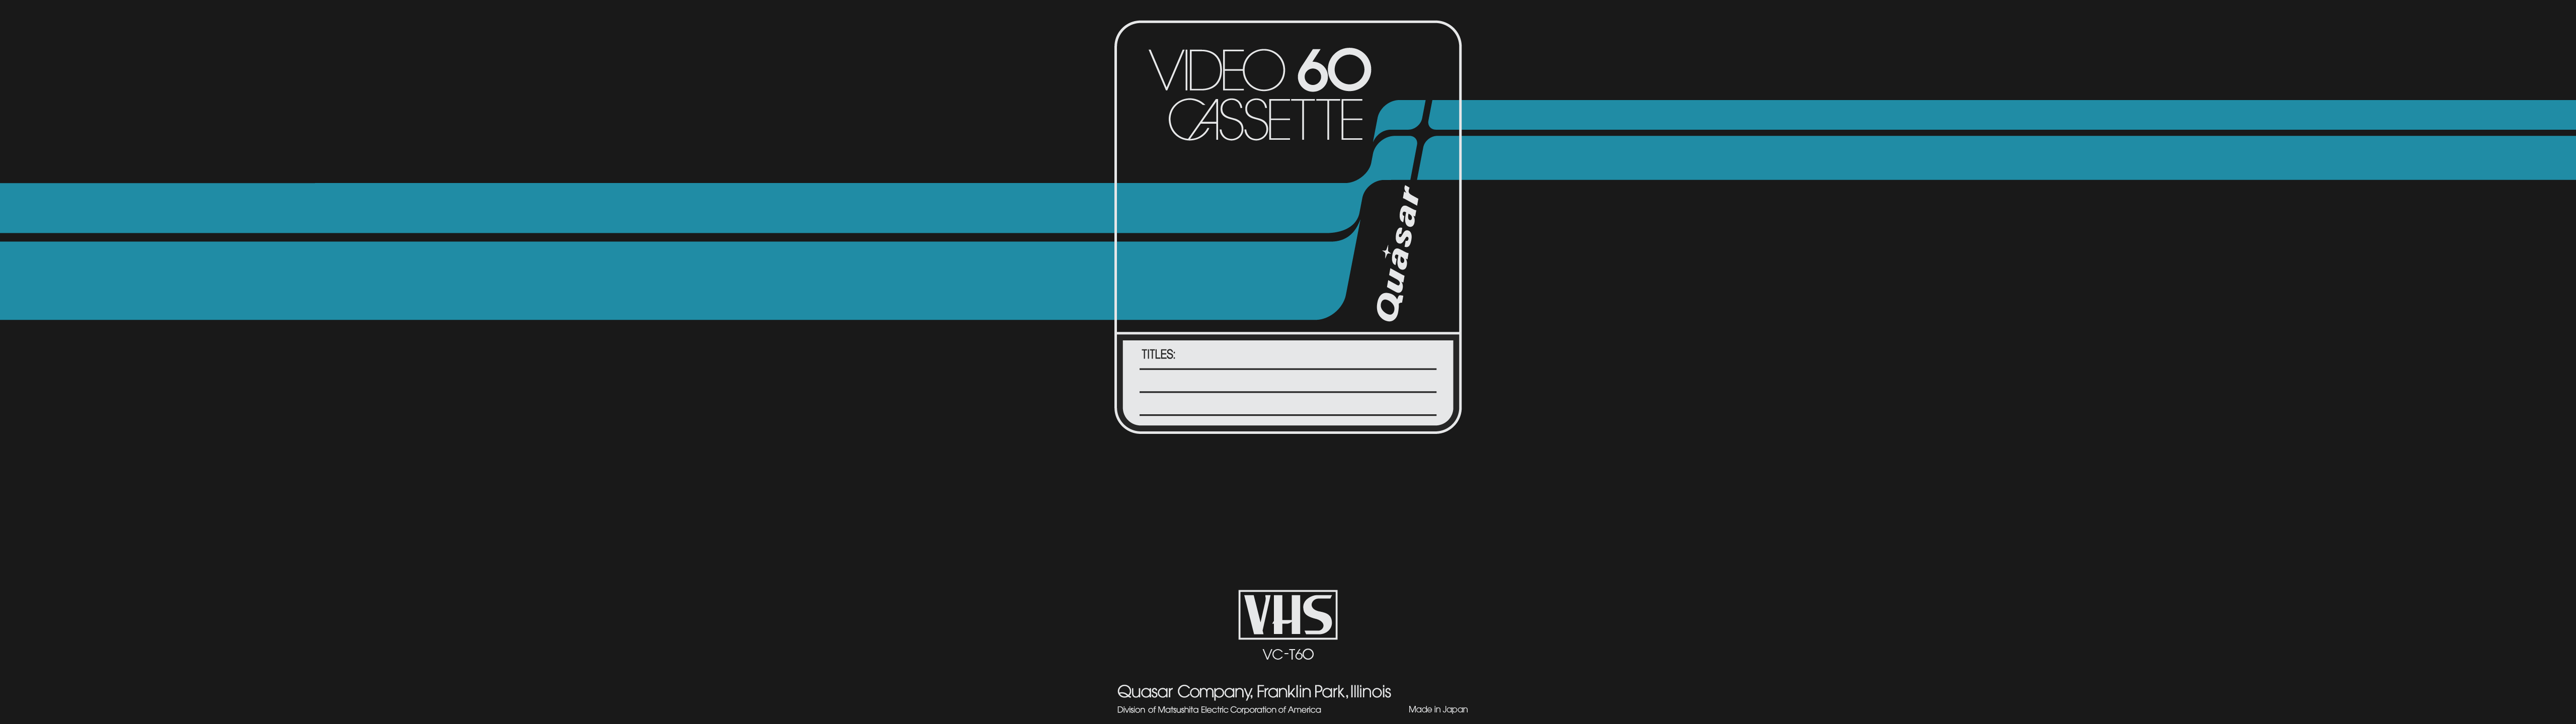 VIDEO 60
CASSETTE
Quasar
TITLES:
VHS
VC-T60
Quasar Company, Franklin Park, Illinois
Division of Matsushita Electric Corporation of America
Made in Japan